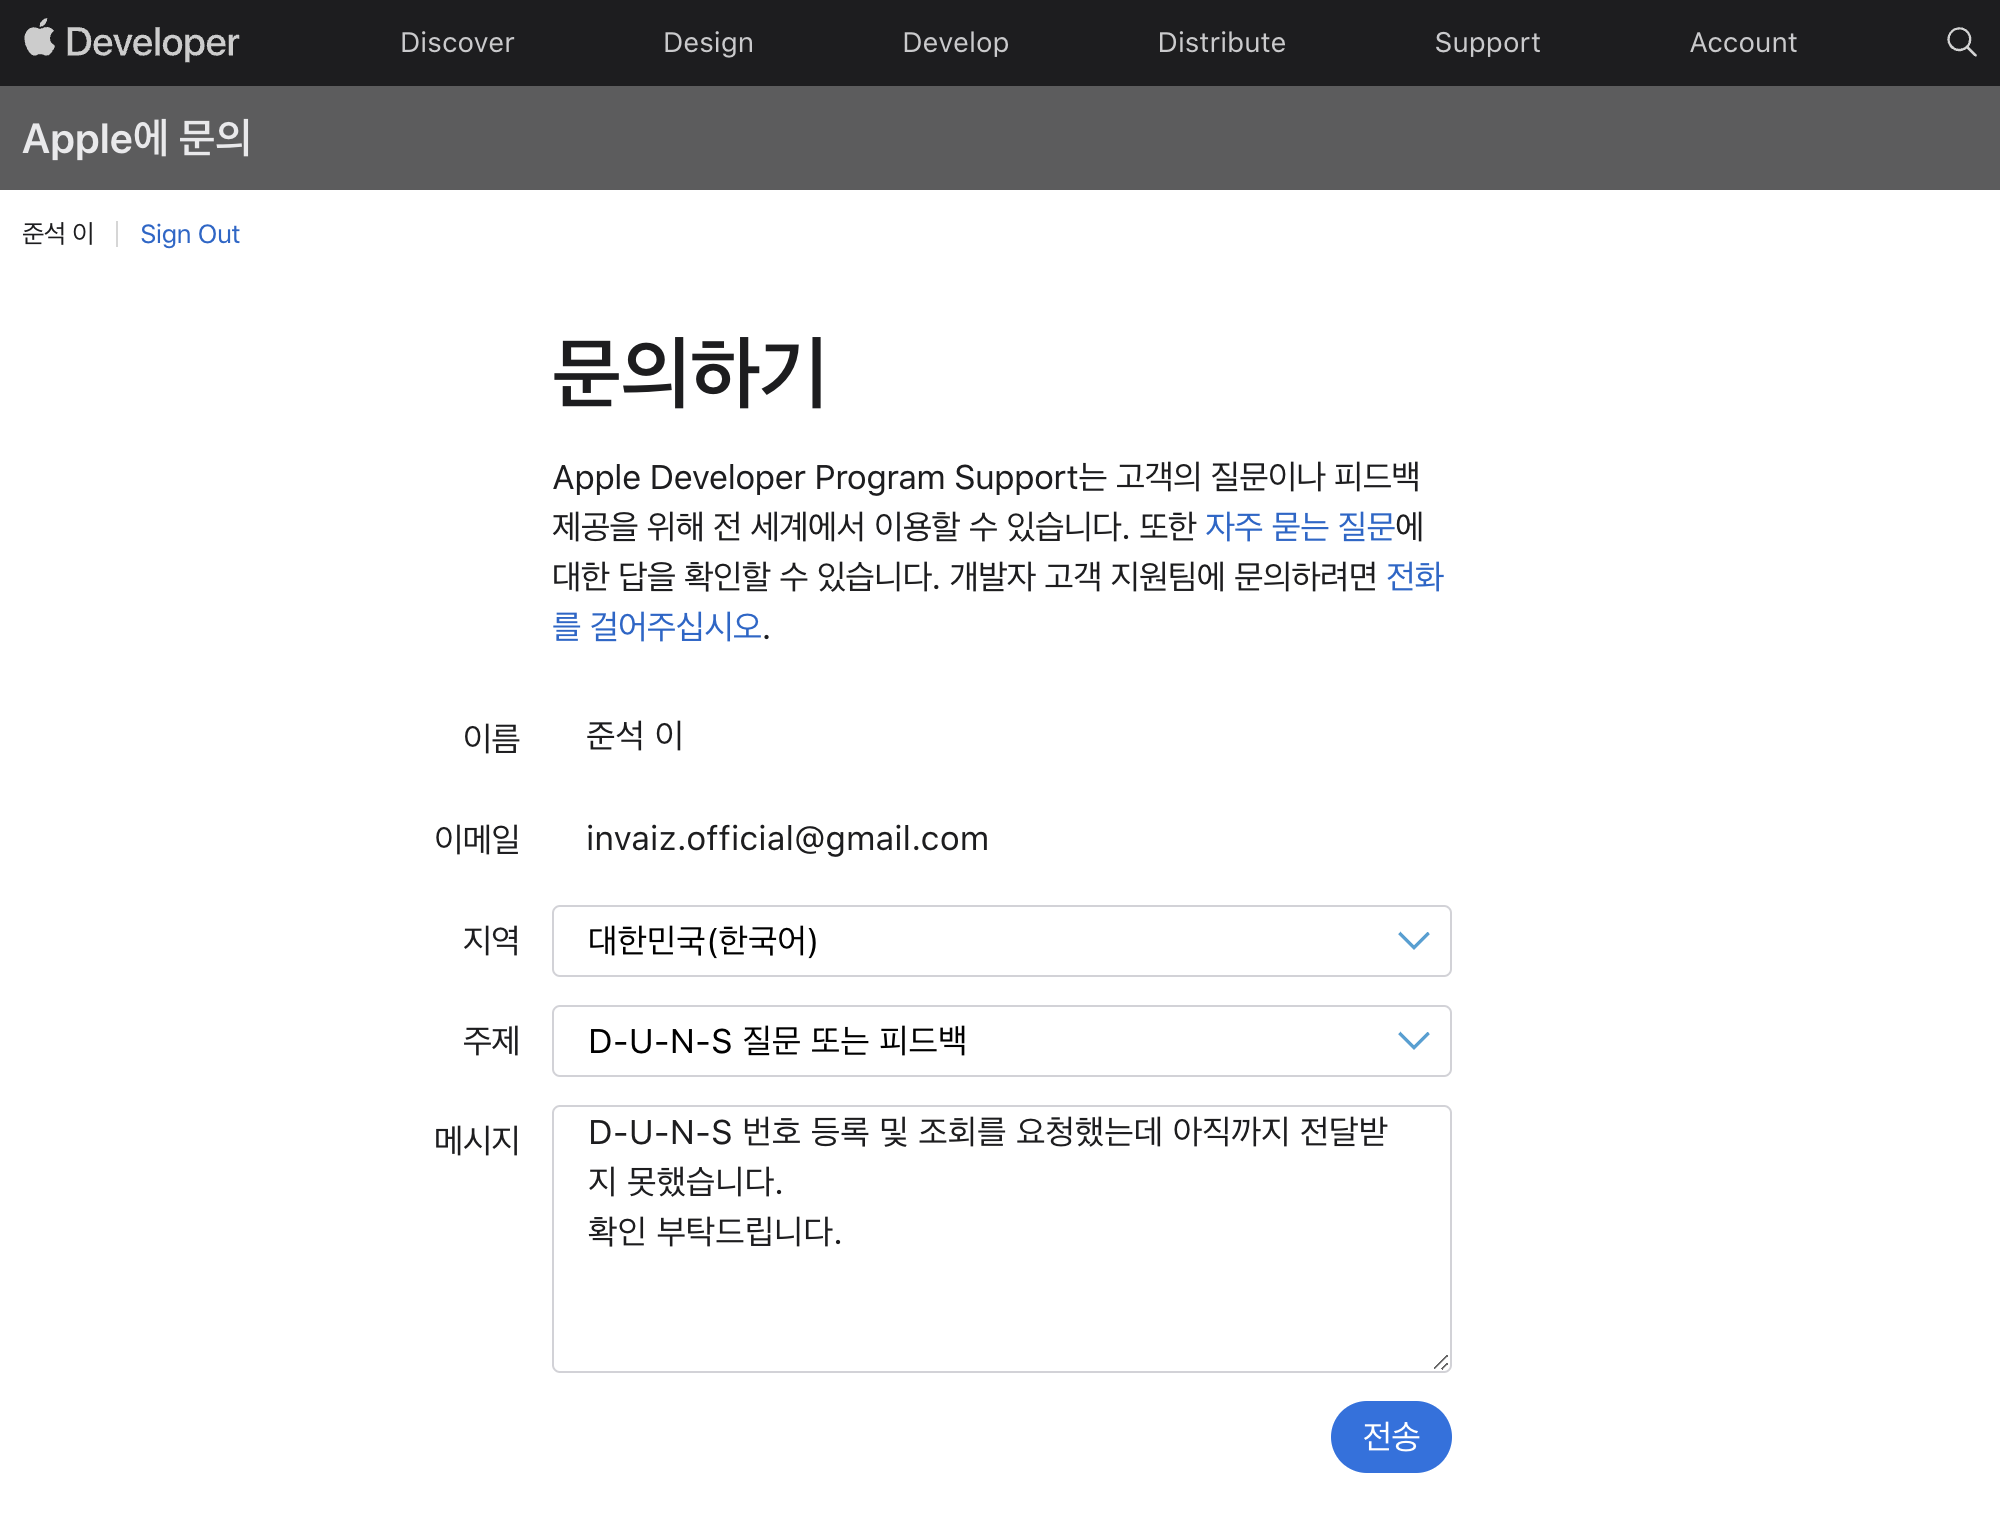 Developer Discover Design Develop Distribute Support Account
Apple에 문의
준석 이 Sign Out
문의하기
Apple Developer Program Support는 고객의 질문이나 피드백
제공을 위해 전 세계에서 이용할 수 있습니다. 또한 자주 묻는 질문에
대한 답을 확인할 수 있습니다. 개발자 고객 지원팀에 문의하려면 전화
를 걸어주십시오.
이름 준석 이
이메일 invaiz.official@gmail.com
지역 대한민국(한국어)
주제 D-U-N-S 질문 또는 피드백
메시지 D-U-N-S 번호 등록 및 조회를 요청했는데 아직까지 전달받
지 못했습니다.
확인 부탁드립니다.
전송